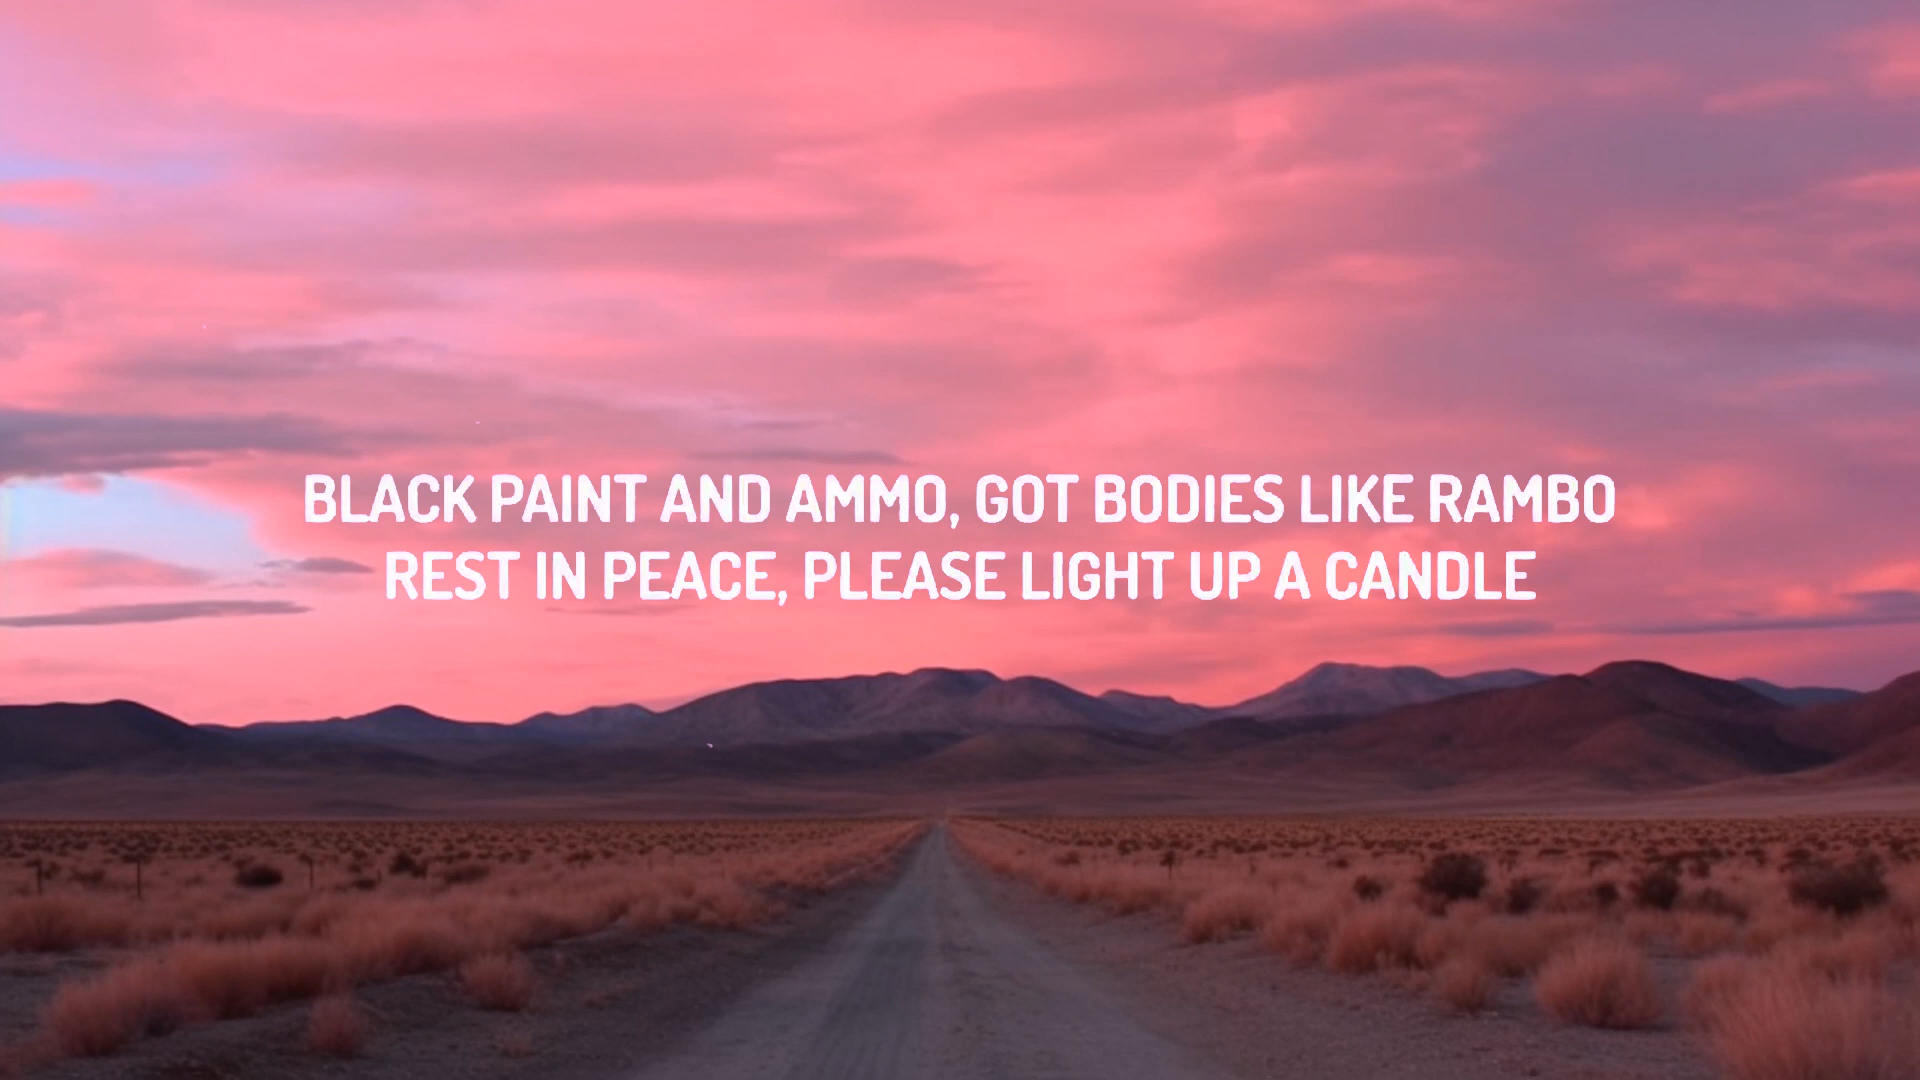 BLACK PAINT AND AMMO, GOT BODIES LIKE RAMBO
REST IN PEACE, PLEASE LIGHT UP A CANDLE